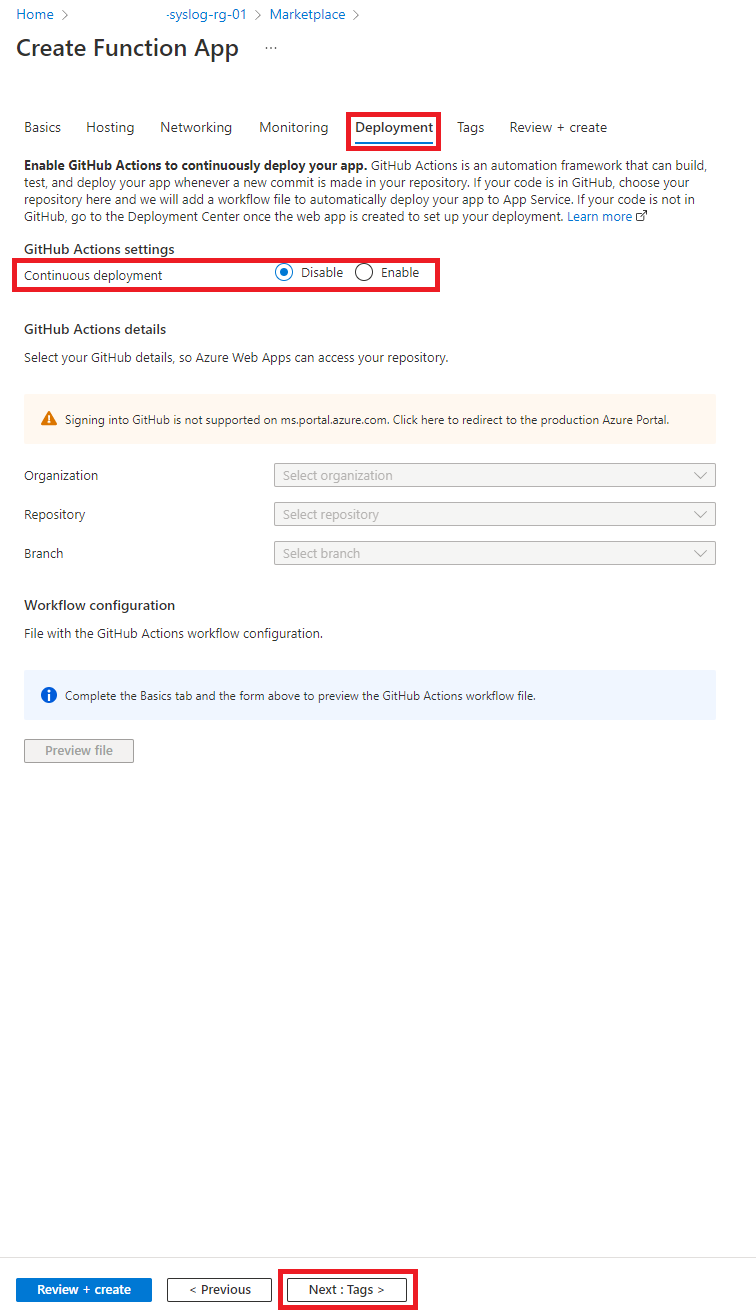 Home > -syslog-rg-01 > Marketplace >
Create Function App ...
Basics Hosting Networking Monitoring Deployment Tags Review + create
Enable GitHub Actions to continuously deploy your app. GitHub Actions is an automation framework that can build,
test, and deploy your app whenever a new commit is made in your repository. If your code is in GitHub, choose your
repository here and we will add a workflow file to automatically deploy your app to App Service. If your code is not in
GitHub, go to the Deployment Center once the web app is created to set up your deployment. Learn more
GitHub Actions settings
Continuous deployment Disable Enable
GitHub Actions details
Select your GitHub details, so Azure Web Apps can access your repository.
Signing into GitHub is not supported on ms.portal.azure.com. Click here to redirect to the production Azure Portal.
Organization Select organization
Repository Select repository
Branch Select branch
Workflow configuration
File with the GitHub Actions workflow configuration.
Complete the Basics tab and the form above to preview the GitHub Actions workflow file.
Preview file
Review + create < Previous Next : Tags >